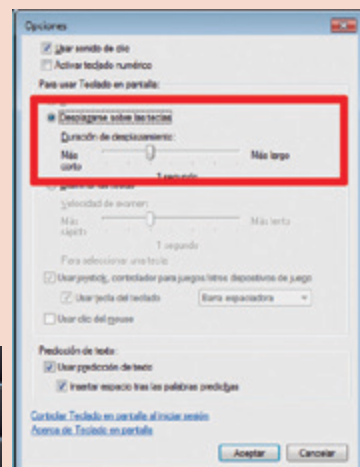 Opciones
Usar sonido de clic
Activar teclado numérico
Para usar Teclado en pantalla:
Desplazarse sobre las teclas
Duración de desplazamiento:
Más corto
Más largo
1 segundo
Velocidad de examen:
Más rápido
Más lento
1 segundo
Para seleccionar una tecla:
Usar joystick, controlador para juegos/otros dispositivos de juego
Usar tecla del teclado
Barra espaciadora
Usar clic del mouse
Predicción de texto:
Usar predicción de texto
Insertar espacio tras las palabras predichas
Controlar Teclado en pantalla al iniciar sesión
Acerca de Teclado en pantalla
Aceptar
Cancelar